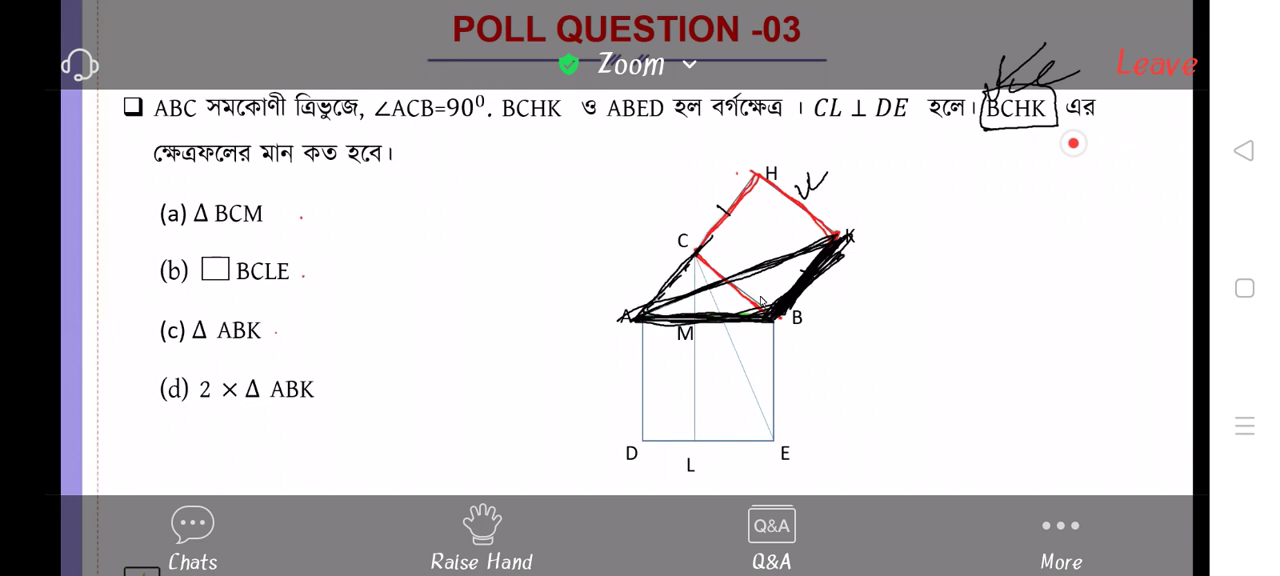 POLL QUESTION -03
Zoom
Leave
ABC সমকোণী ত্রিভুজে, ∠ACB=90⁰. BCHK ও ABED হল বর্গক্ষেত্র । CL ⊥ DE হলে। BCHK এর
ক্ষেত্রফলের মান কত হবে।
(a) Δ BCM
(b) □ BCLE
(c) Δ ABK
(d) 2 × Δ ABK
H
C
K
A
B
M
D
E
L
Chats
Raise Hand
Q&A
Q&A
More